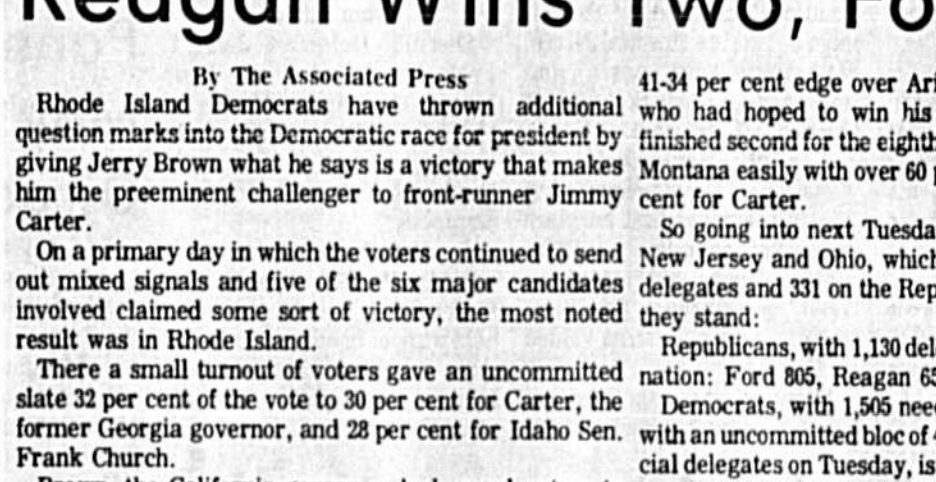 Reagan Wins Two,
By The Associated Press
Rhode Island Democrats have thrown additional
question marks into the Democratic race for president by
giving Jerry Brown what he says is a victory that makes
him the preeminent challenger to front-runner Jimmy
Carter.
On a primary day in which the voters continued to send
out mixed signals and five of the six major candidates
involved claimed some sort of victory, the most noted
result was in Rhode Island.
There a small turnout of voters gave an uncommitted
slate 32 per cent of the vote to 30 per cent for Carter, the
former Georgia governor, and 28 per cent for Idaho Sen.
Frank Church.
41-34 per cent edge over
who had hoped to win his
finished second for the eighth
Montana easily with over 60
cent for Carter.
So going into next
New Jersey and Ohio,
delegates and 331 on the
they stand:
Republicans, with 1,130
nation: Ford 805, Reagan
Democrats, with 1,505
with an uncommitted bloc of
cial delegates on Tuesday, is